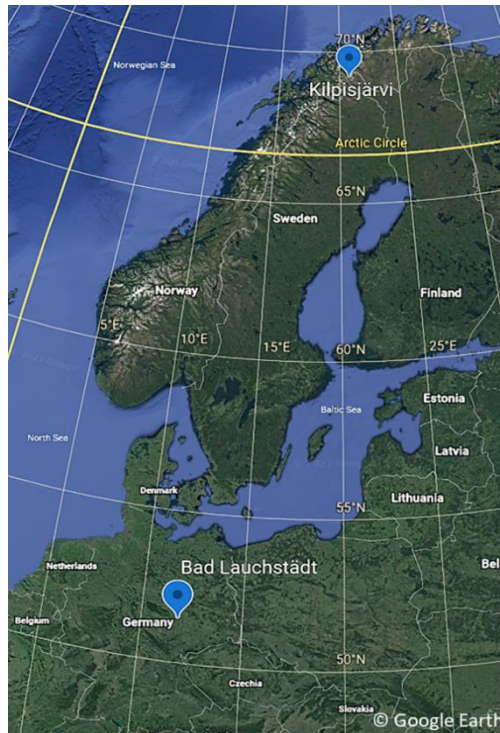 70°N
Norwegian Sea
Kilpisjärvi
Arctic Circle
65°N
Sweden
Norway
Finland
5°E
10°E
15°E
60°N
25°E
Estonia
Baltic Sea
North Sea
Latvia
Denmark
Lithuania
55°N
Netherlands
Bad Lauchstädt
Bel
Belgium
Germany
50°N
Czechia
Slovakia
© Google Earth